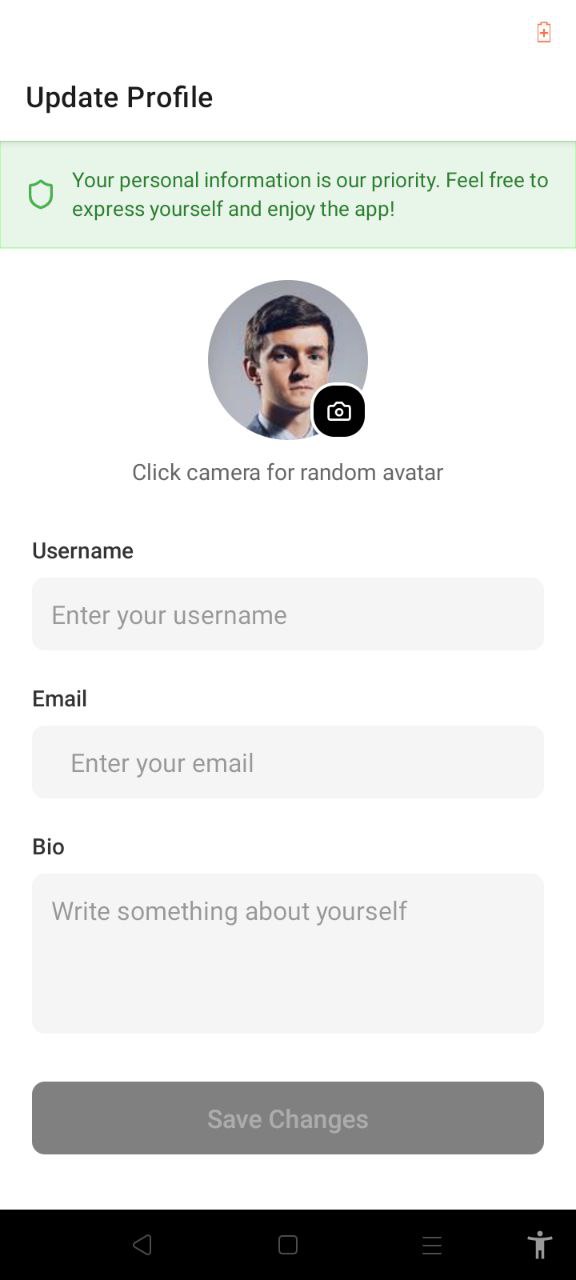 Update Profile
Your personal information is our priority. Feel free to
express yourself and enjoy the app!
Click camera for random avatar
Username
Enter your username
Email
Enter your email
Bio
Write something about yourself
Save Changes